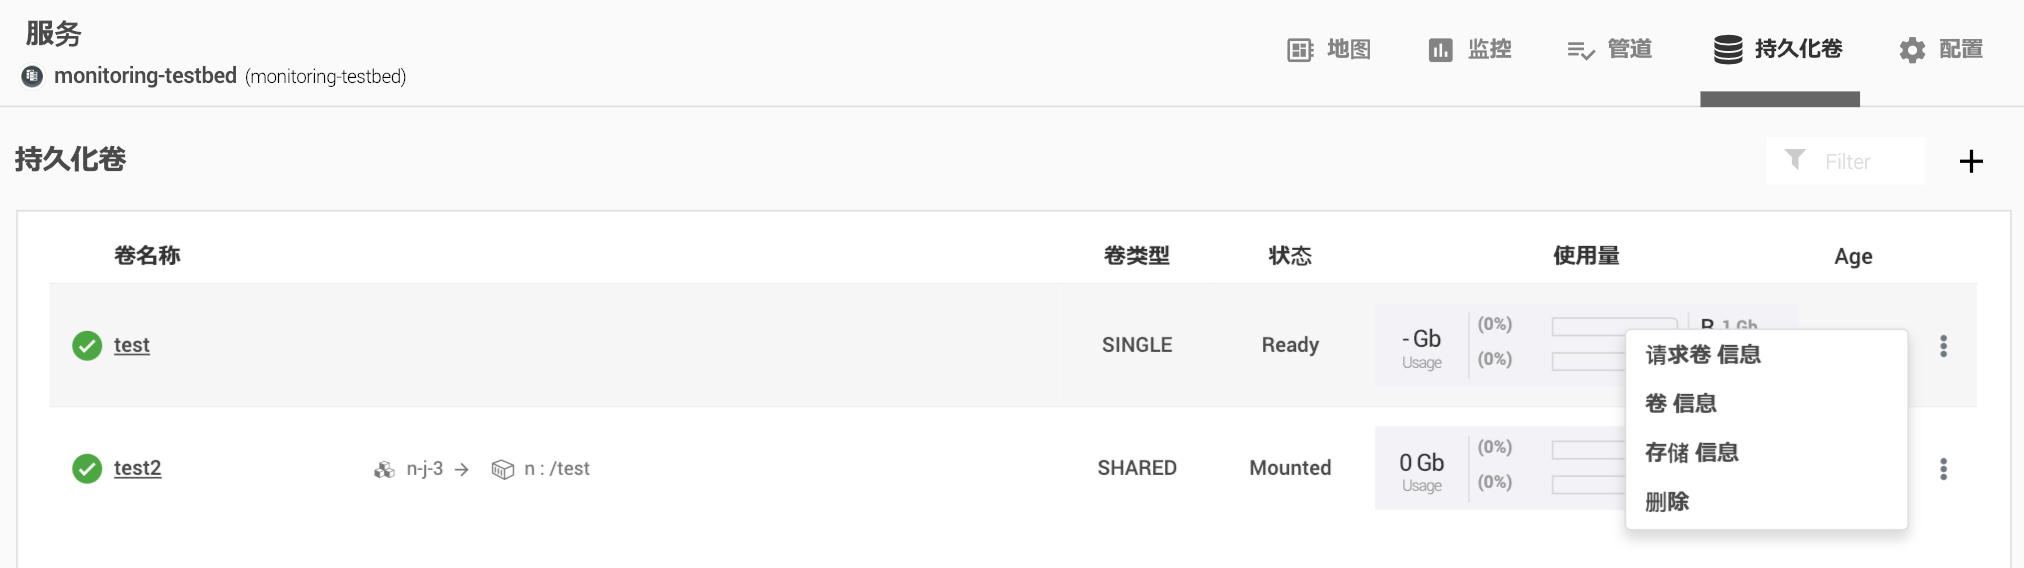 服务
monitoring-testbed (monitoring-testbed)
地图 监控 管道 持久化卷 配置
持久化卷
Filter
卷名称 卷类型 状态 使用量 Age
test SINGLE Ready - Gb Usage (0%) (0%) R 1 Gb
请求卷 信息
卷 信息
存储 信息
删除
test2 n-j-3 → n : /test SHARED Mounted 0 Gb Usage (0%) (0%)